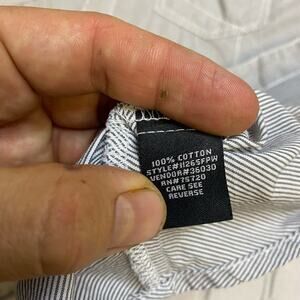 100% COTTON
STYLE#11265FPW
VENDOR#36030
RN#75720
CARE SEE
REVERSE